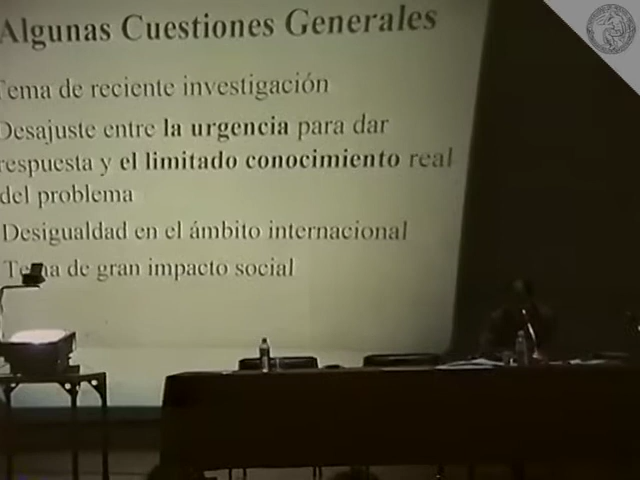 Algunas Cuestiones Generales
Tema de reciente investigación
Desajuste entre la urgencia para dar
respuesta y el limitado conocimiento real
del problema
Desigualdad en el ámbito internacional
Tema de gran impacto social